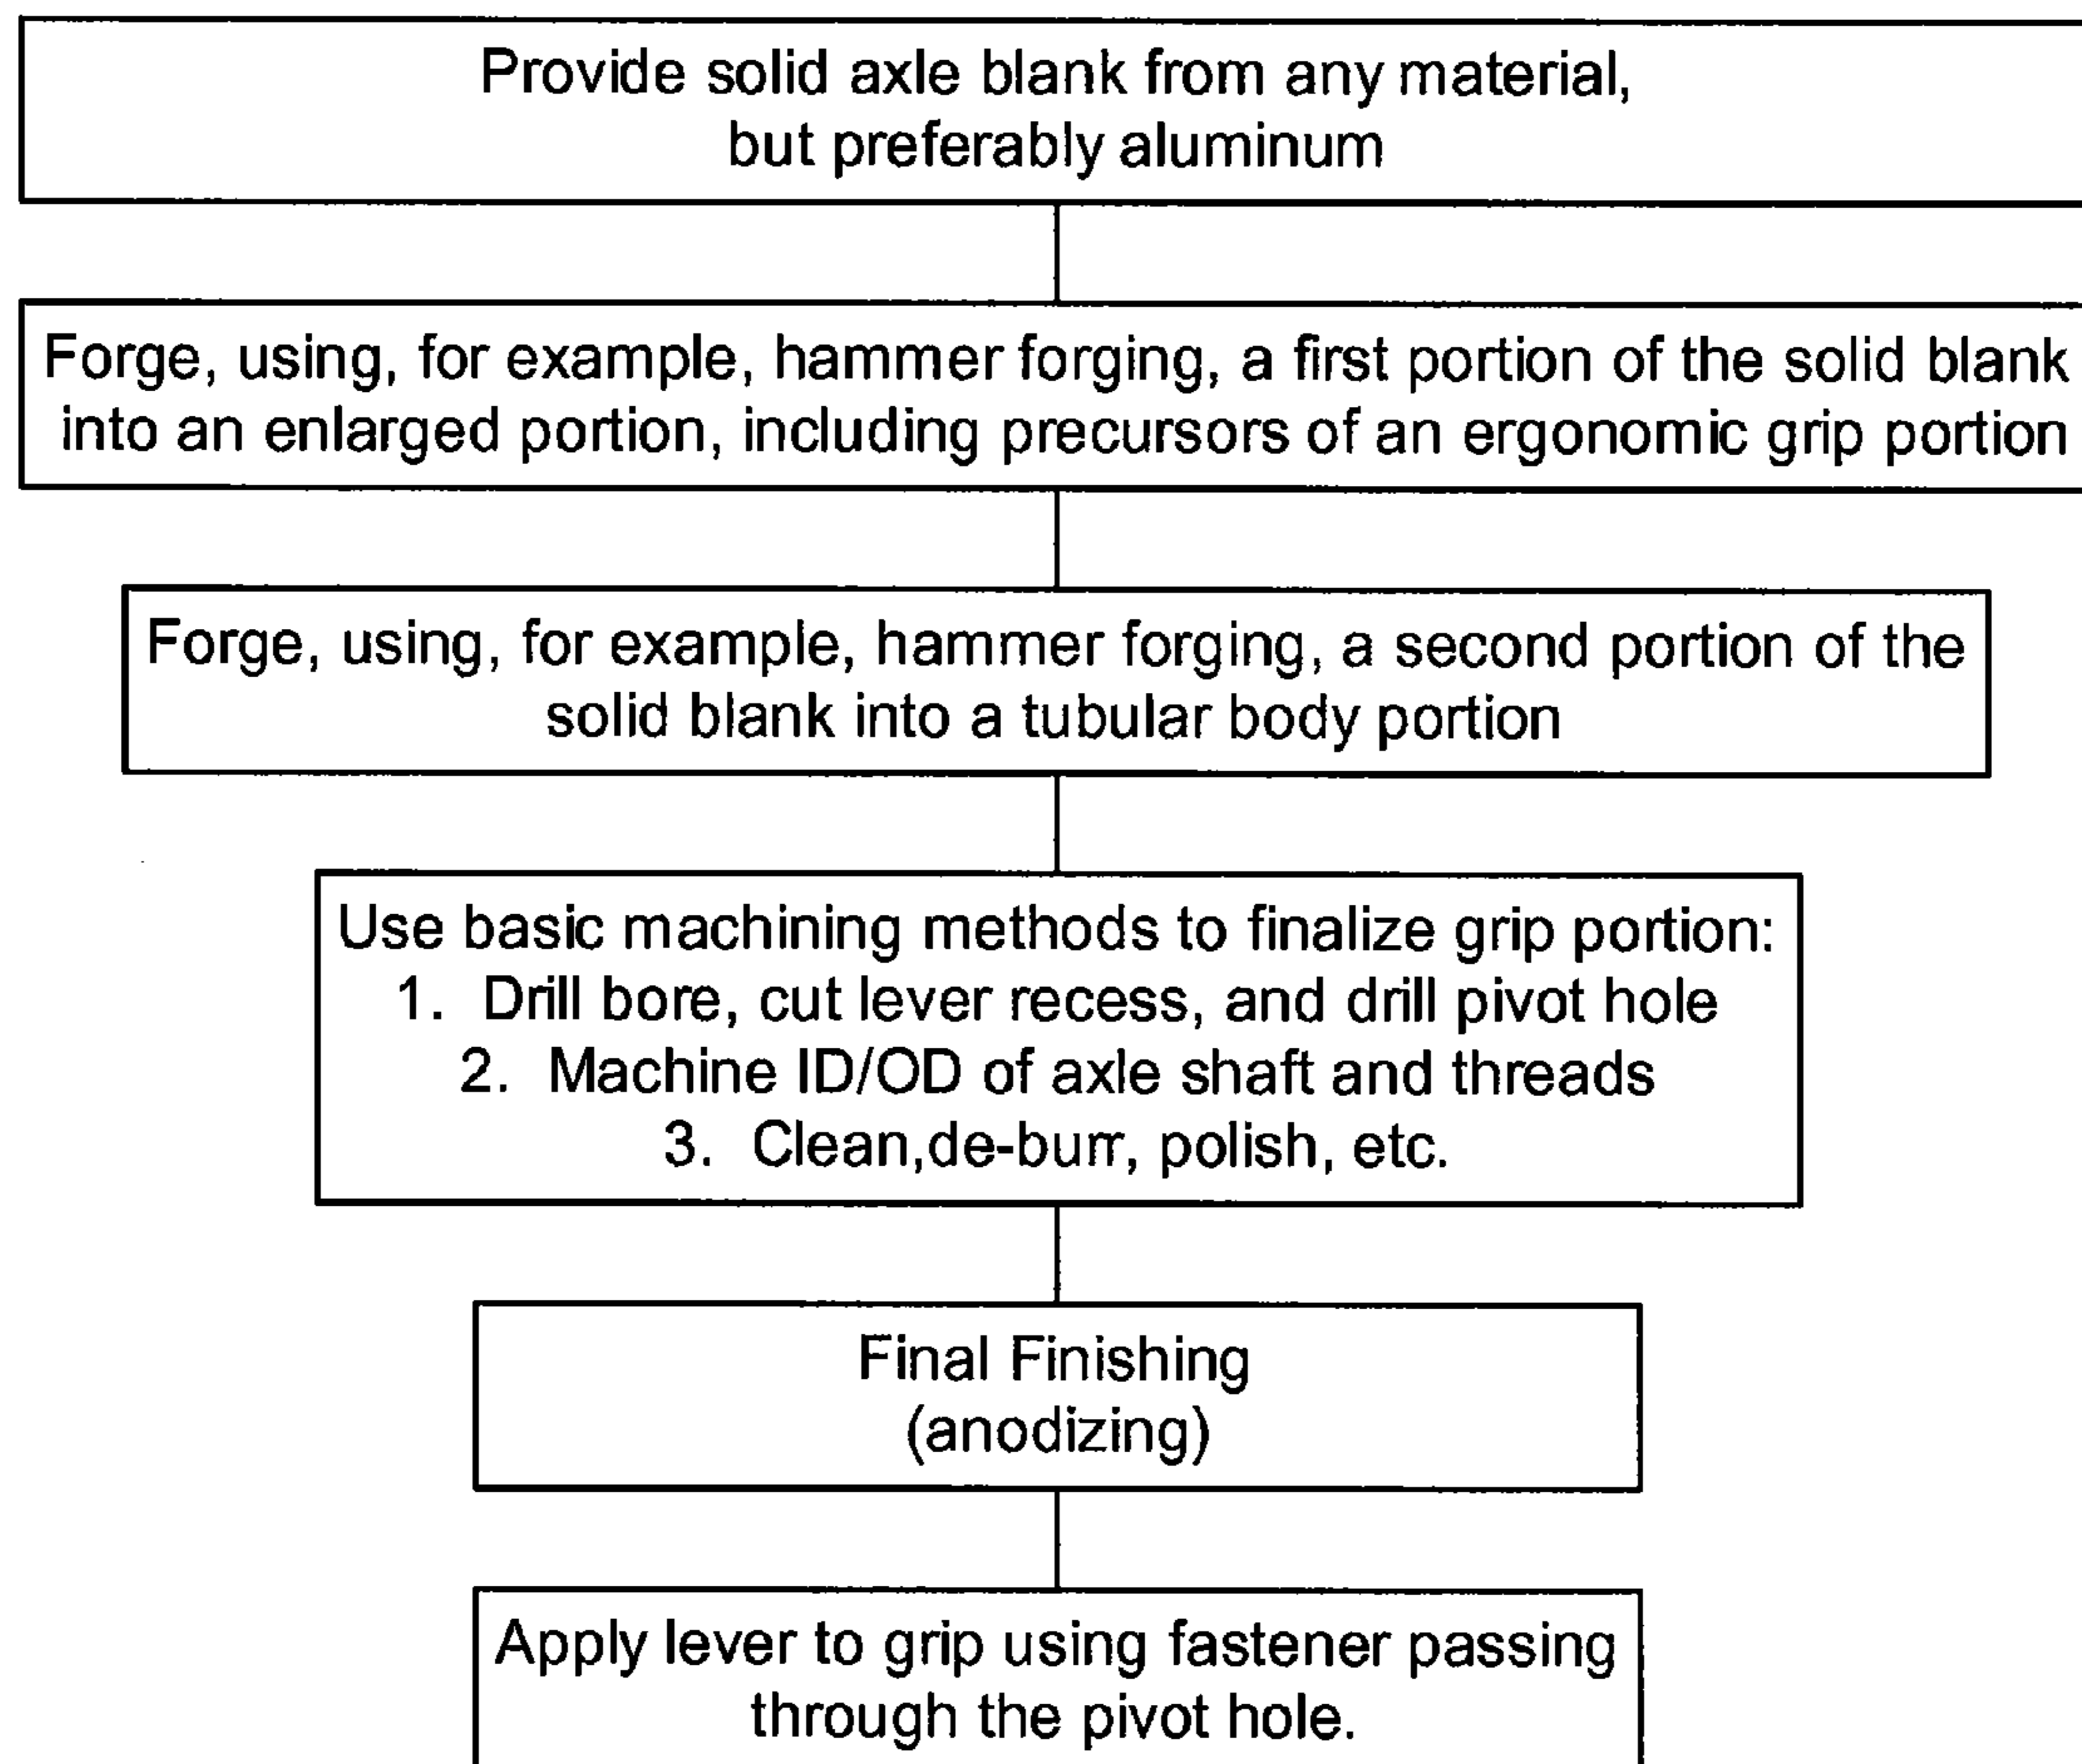 Provide solid axle blank from any material,
but preferably aluminum
Forge, using, for example, hammer forging, a first portion of the solid blank
into an enlarged portion, including precursors of an ergonomic grip portion
Forge, using, for example, hammer forging, a second portion of the
solid blank into a tubular body portion
Use basic machining methods to finalize grip portion:
1. Drill bore, cut lever recess, and drill pivot hole
2. Machine ID/OD of axle shaft and threads
3. Clean,de-burr, polish, etc.
Final Finishing
(anodizing)
Apply lever to grip using fastener passing
through the pivot hole.